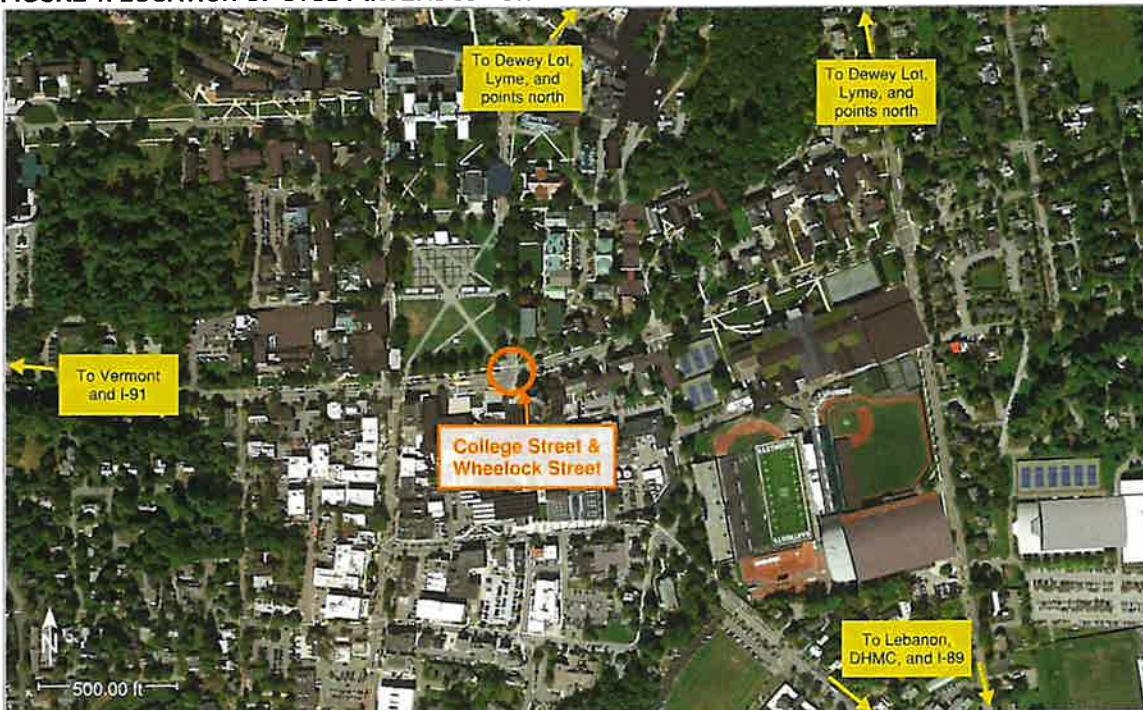 To Dewey Lot,
Lyme, and
points north
To Dewey Lot,
Lyme, and
points north
To Vermont
and I-91
College Street &
Wheelock Street
DARTMOUTH
To Lebanon,
DHMC, and I-89
500.00 ft